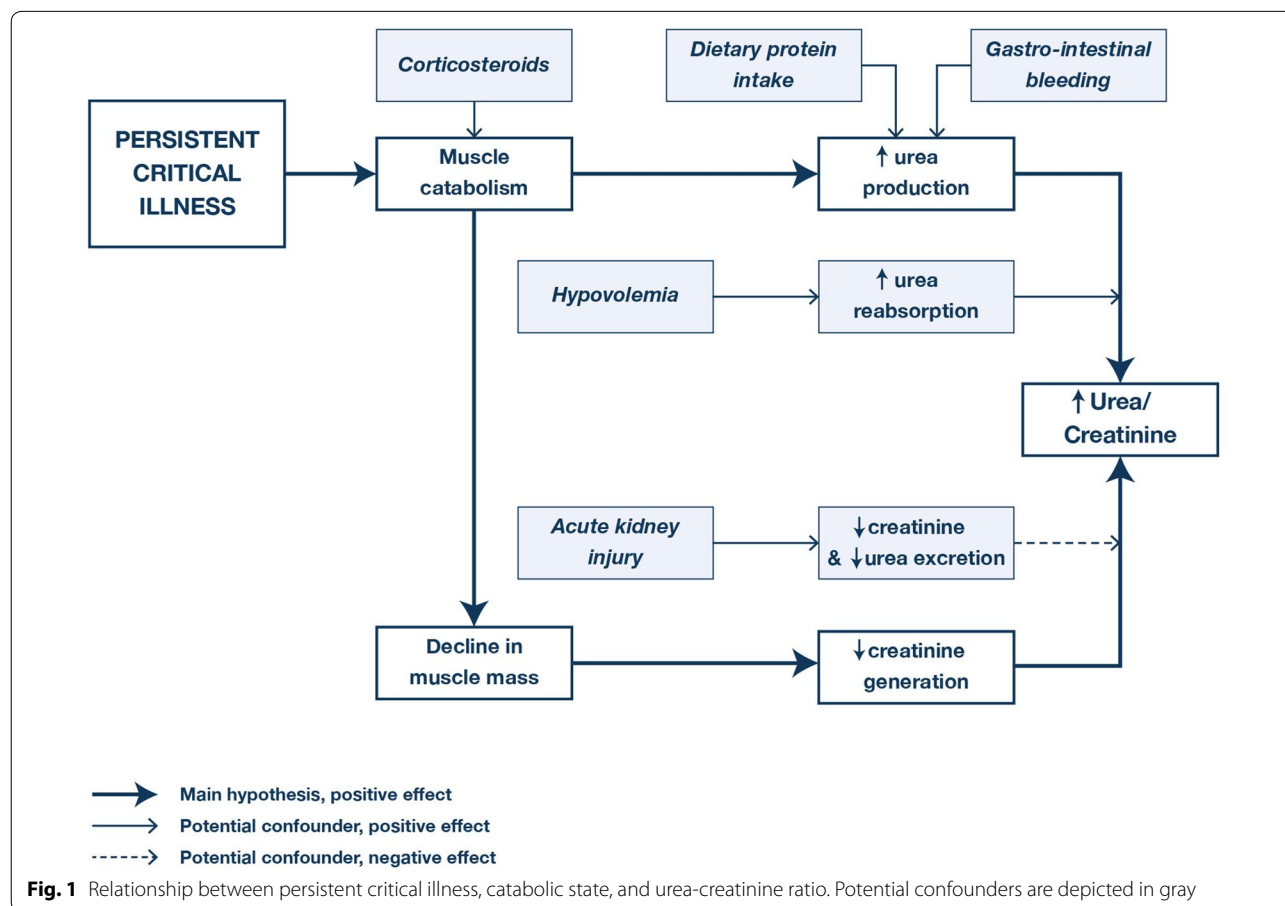 Corticosteroids
Dietary protein
intake
Gastro-intestinal
bleeding
PERSISTENT
CRITICAL
ILLNESS
Muscle
catabolism
↑ urea
production
Hypovolemia
↑ urea
reabsorption
↑ Urea/
Creatinine
Acute kidney
injury
↓creatinine
& ↓urea excretion
Decline in
muscle mass
↓creatinine
generation
Main hypothesis, positive effect
Potential confounder, positive effect
Potential confounder, negative effect
Fig. 1 Relationship between persistent critical illness, catabolic state, and urea-creatinine ratio. Potential confounders are depicted in gray